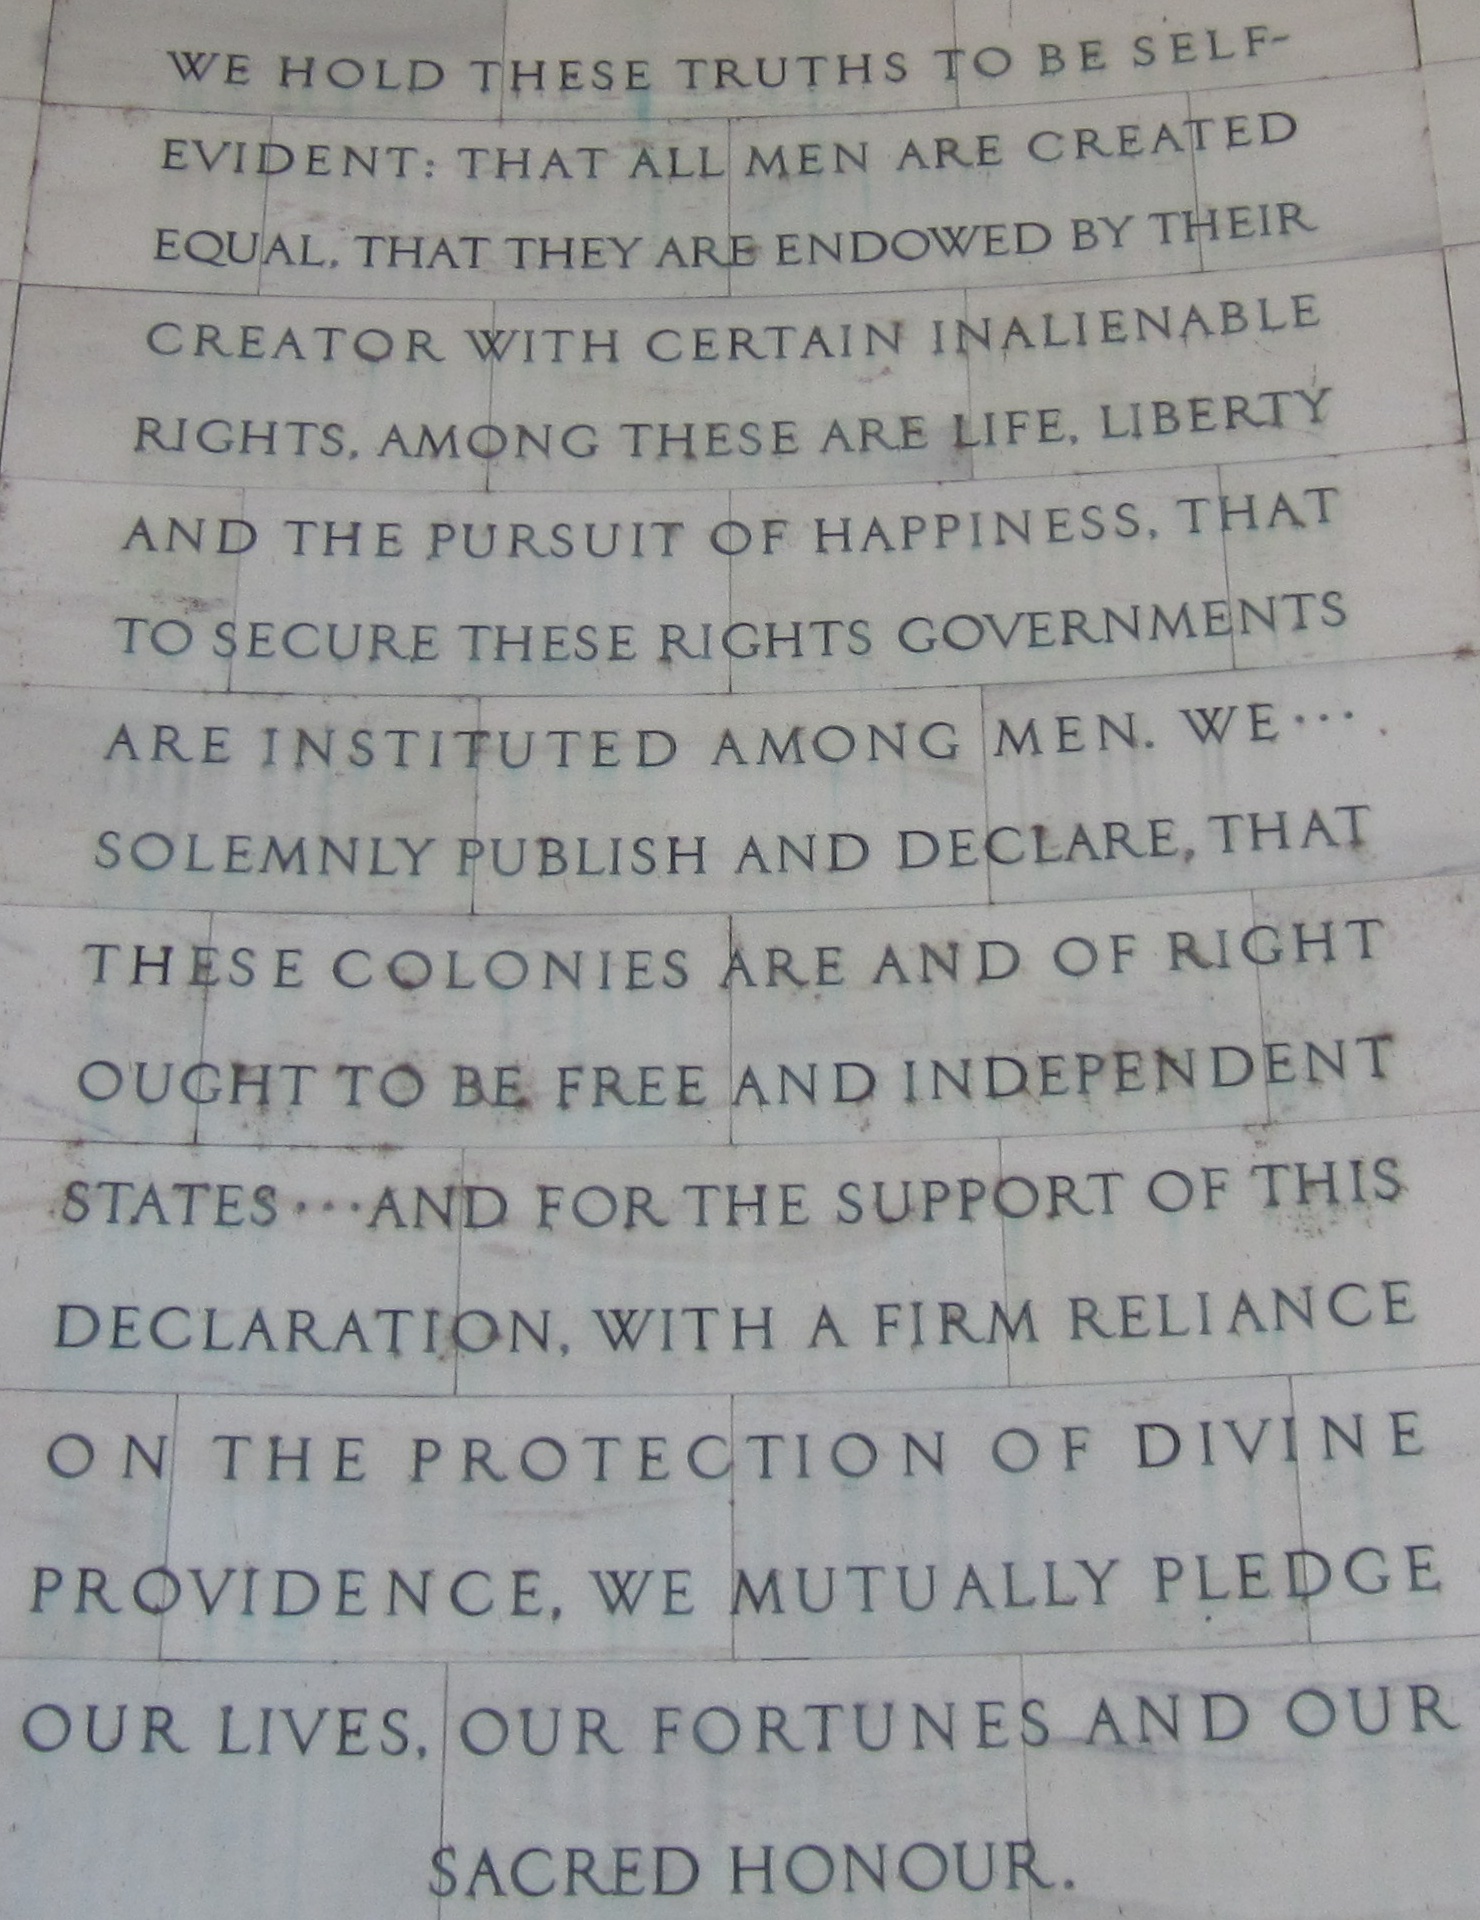 WE HOLD THESE TRUTHS TO BE SELF-
EVIDENT: THAT ALL MEN ARE CREATED
EQUAL, THAT THEY ARE ENDOWED BY THEIR
CREATOR WITH CERTAIN INALIENABLE
RIGHTS, AMONG THESE ARE LIFE, LIBERTY
AND THE PURSUIT OF HAPPINESS, THAT
TO SECURE THESE RIGHTS GOVERNMENTS
ARE INSTITUTED AMONG MEN. WE···
SOLEMNLY PUBLISH AND DECLARE, THAT
THESE COLONIES ARE AND OF RIGHT
OUGHT TO BE FREE AND INDEPENDENT
STATES···AND FOR THE SUPPORT OF THIS
DECLARATION, WITH A FIRM RELIANCE
ON THE PROTECTION OF DIVINE
PROVIDENCE, WE MUTUALLY PLEDGE
OUR LIVES, OUR FORTUNES AND OUR
SACRED HONOUR.